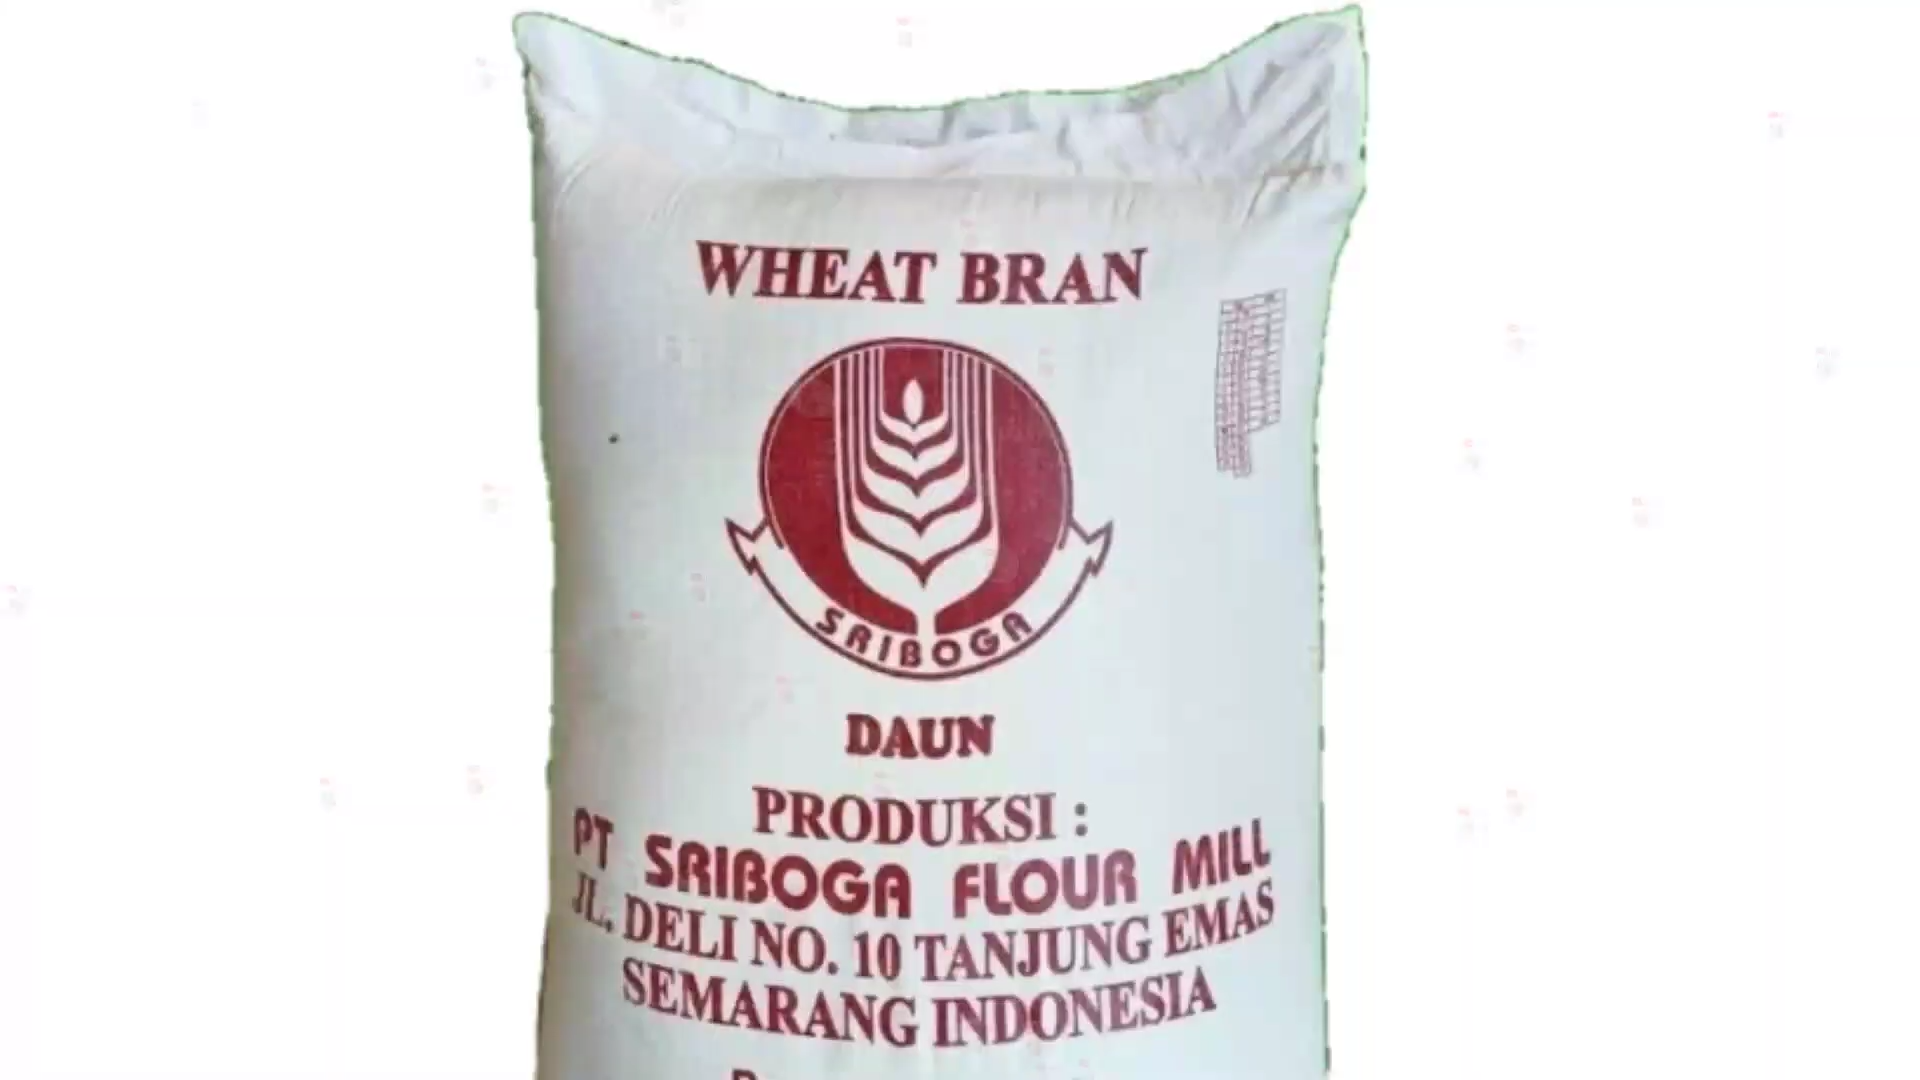 WHEAT BRAN
SRIBOGA
DAUN
PRODUKSI :
PT SRIBOGA FLOUR MILL
JL. DELI NO. 10 TANJUNG EMAS
SEMARANG INDONESIA